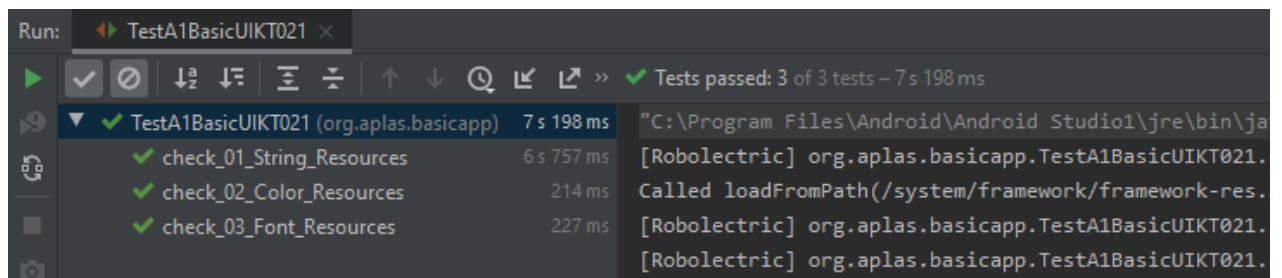 Run: TestA1BasicUIKT021
Tests passed: 3 of 3 tests – 7 s 198 ms
TestA1BasicUIKT021 (org.aplas.basicapp) 7 s 198 ms
check_01_String_Resources 6 s 757 ms
check_02_Color_Resources 214 ms
check_03_Font_Resources 227 ms
"C:\Program Files\Android\Android Studio1\jre\bin\ja
[Robolectric] org.aplas.basicapp.TestA1BasicUIKT021.
Called loadFromPath(/system/framework/framework-res.
[Robolectric] org.aplas.basicapp.TestA1BasicUIKT021.
[Robolectric] org.aplas.basicapp.TestA1BasicUIKT021.